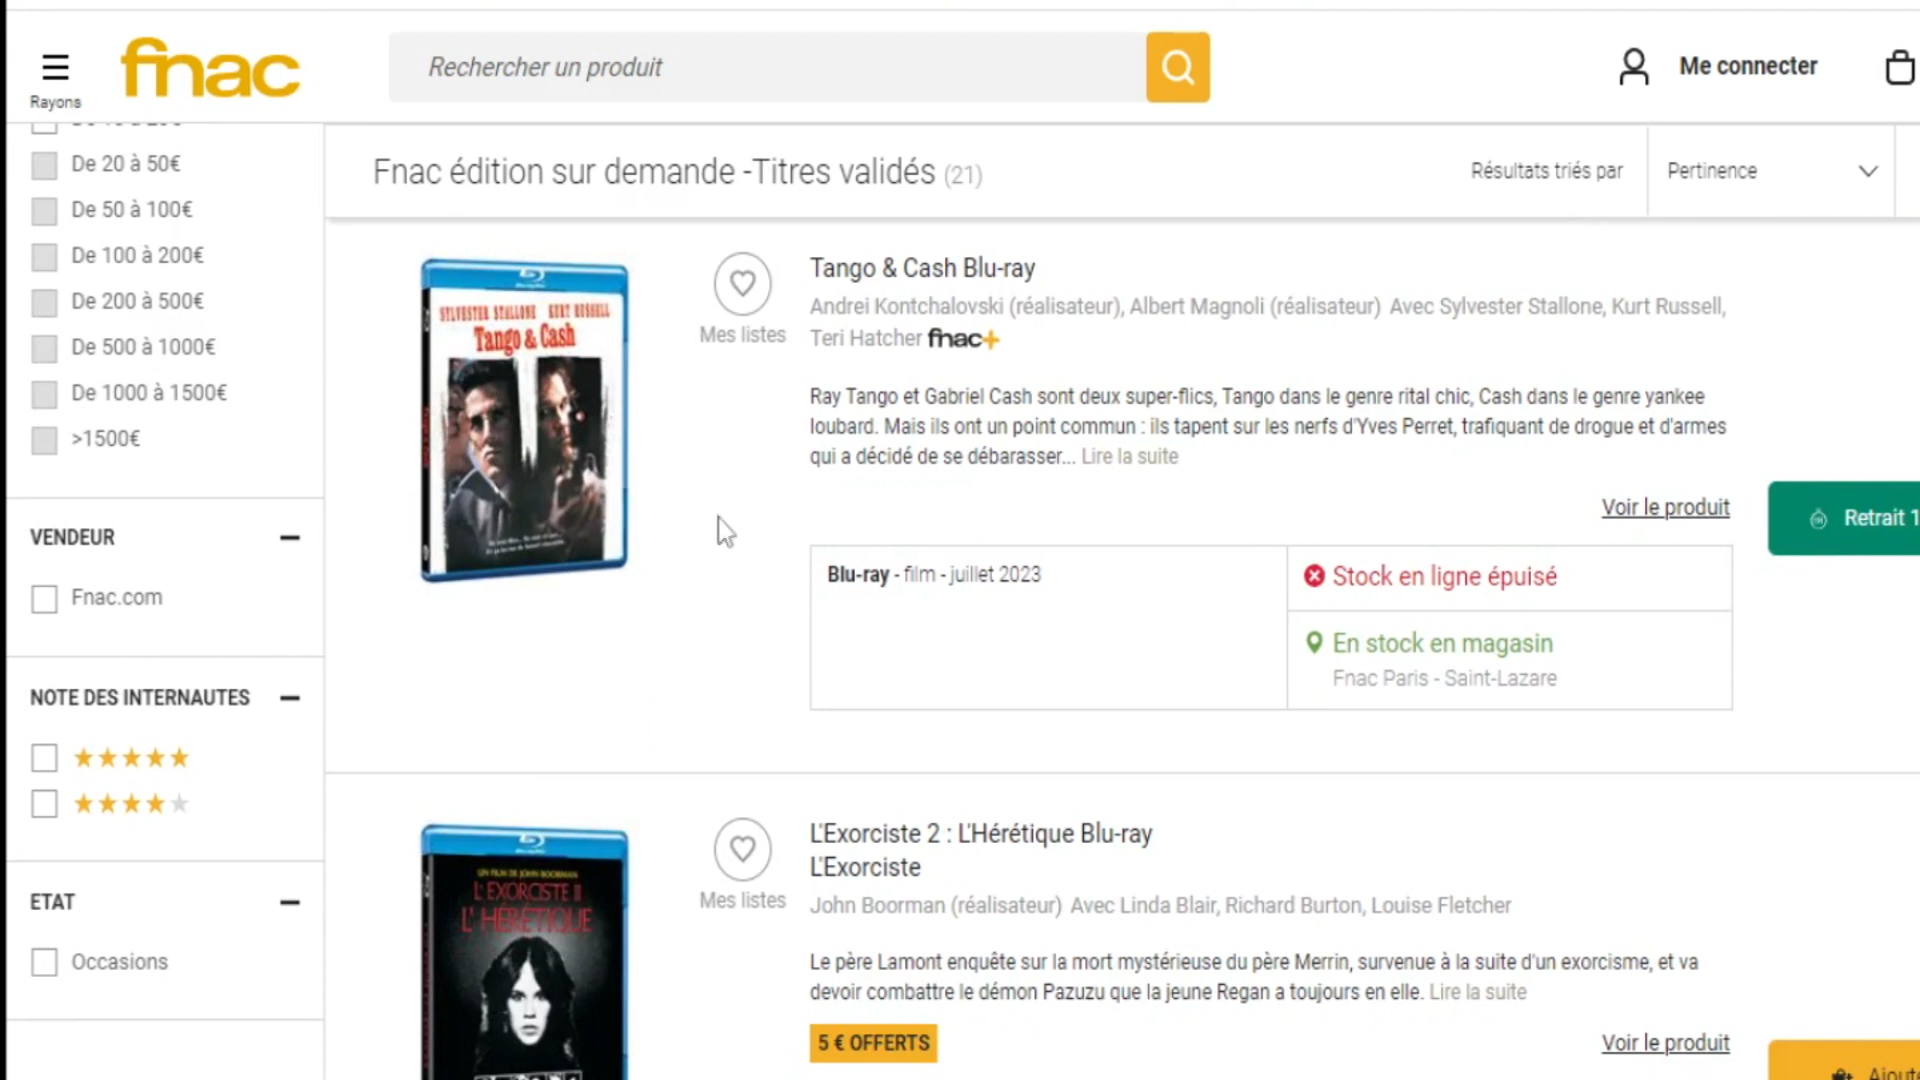 Rayons
fnac
Rechercher un produit
Me connecter
De 20 à 50€
De 50 à 100€
De 100 à 200€
De 200 à 500€
De 500 à 1000€
De 1000 à 1500€
>1500€
VENDEUR
Fnac.com
NOTE DES INTERNAUTES
ETAT
Occasions
Fnac édition sur demande -Titres validés (21)
Résultats triés par
Pertinence
SYLVESTER STALLONE KURT RUSSELL
Tango & Cash
Mes listes
Tango & Cash Blu-ray
Andrei Kontchalovski (réalisateur), Albert Magnoli (réalisateur) Avec Sylvester Stallone, Kurt Russell,
Teri Hatcher fnac+
Ray Tango et Gabriel Cash sont deux super-flics, Tango dans le genre rital chic, Cash dans le genre yankee
loubard. Mais ils ont un point commun : ils tapent sur les nerfs d'Yves Perret, trafiquant de drogue et d'armes
qui a décidé de se débarasser... Lire la suite
Voir le produit
Retrait 1
Blu-ray - film - juillet 2023
Stock en ligne épuisé
En stock en magasin
Fnac Paris - Saint-Lazare
UN FILM DE JOHN BOORMAN
L'EXORCISTE II
L'HÉRÉTIQUE
Mes listes
L'Exorciste 2 : L'Hérétique Blu-ray
L'Exorciste
John Boorman (réalisateur) Avec Linda Blair, Richard Burton, Louise Fletcher
Le père Lamont enquête sur la mort mystérieuse du père Merrin, survenue à la suite d'un exorcisme, et va
devoir combattre le démon Pazuzu que la jeune Regan a toujours en elle. Lire la suite
5 € OFFERTS
Voir le produit